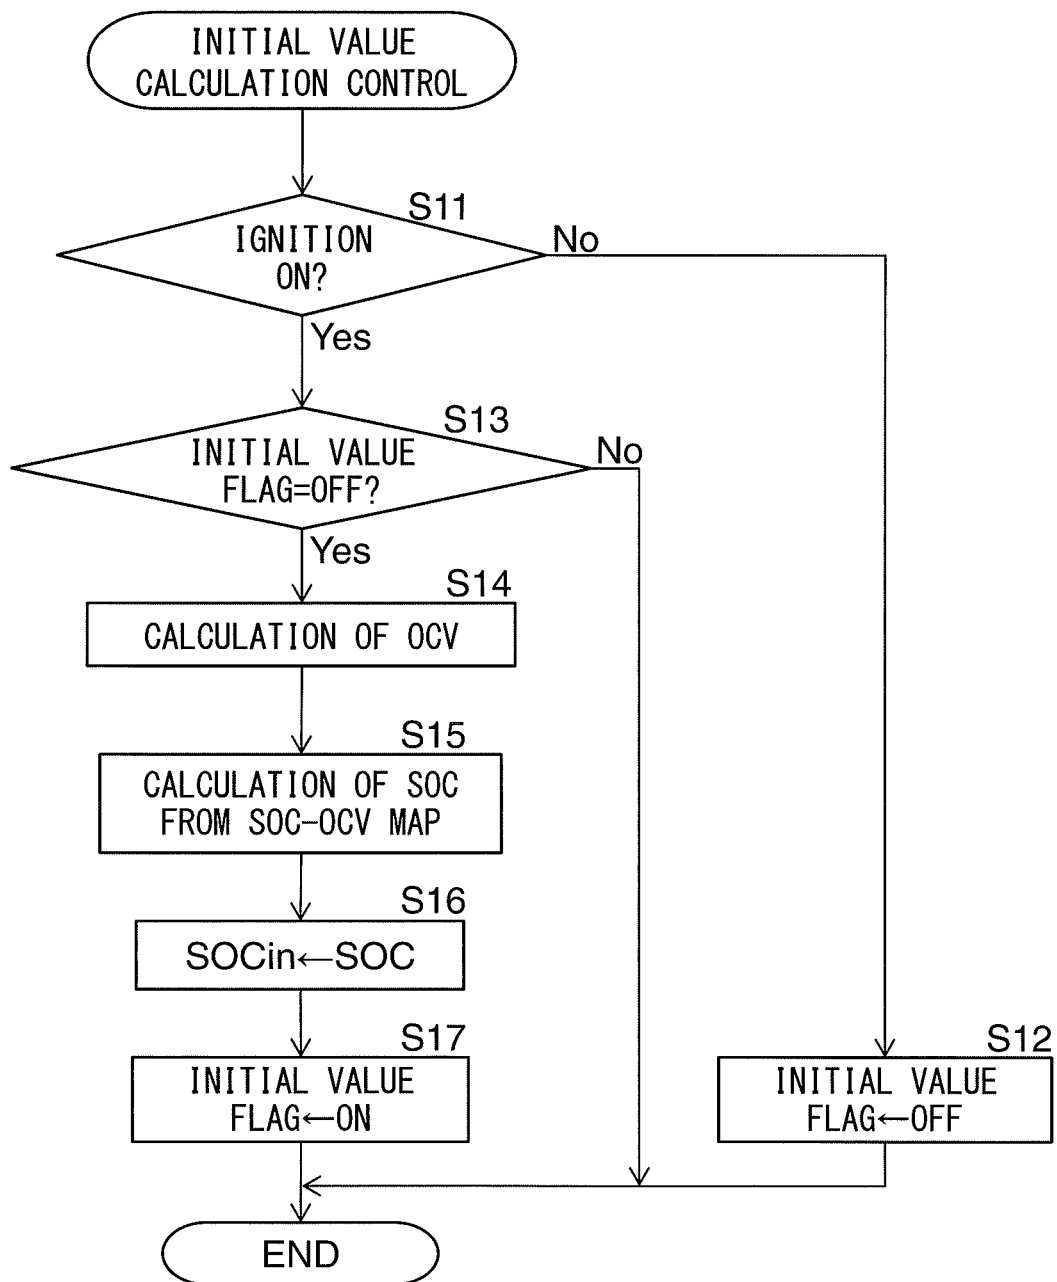 INITIAL VALUE
CALCULATION CONTROL
S11
IGNITION
ON?
No
Yes
S13
INITIAL VALUE
FLAG=OFF?
No
Yes
S14
CALCULATION OF OCV
S15
CALCULATION OF SOC
FROM SOC-OCV MAP
S16
SOCin←SOC
S17
INITIAL VALUE
FLAG←ON
S12
INITIAL VALUE
FLAG←OFF
END